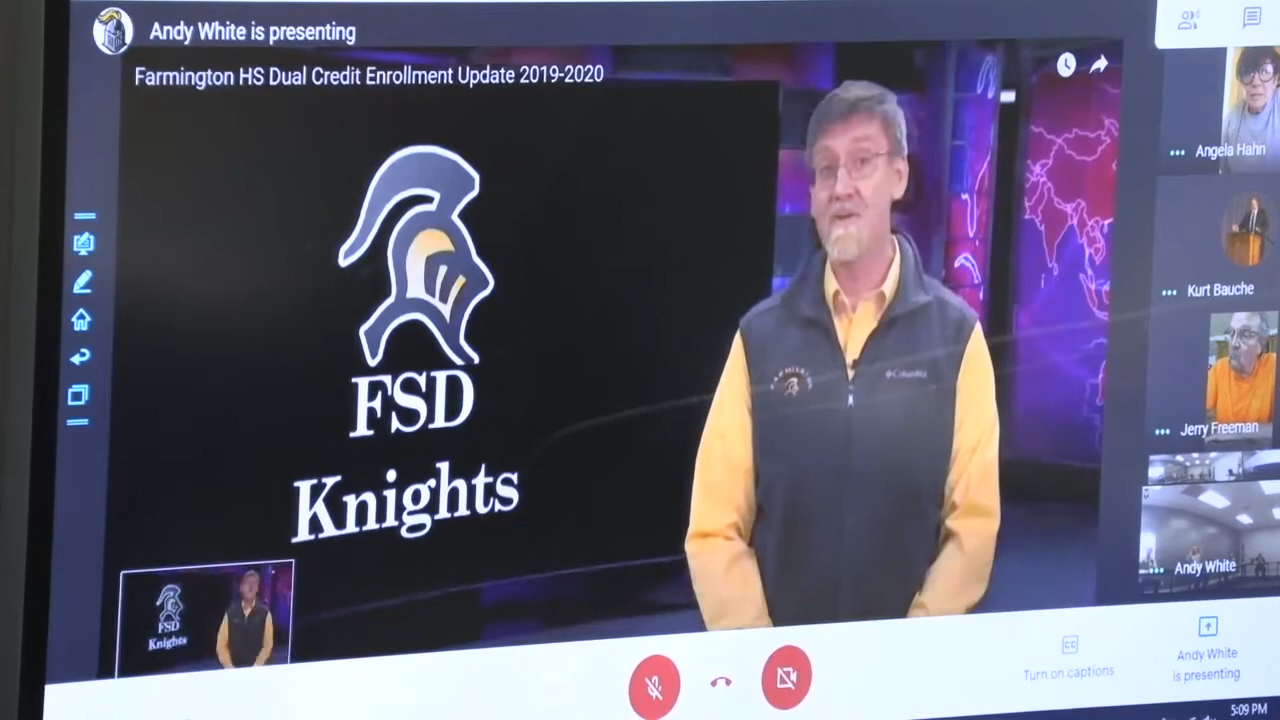 Andy White is presenting
Farmington HS Dual Credit Enrollment Update 2019-2020
FSD
Knights
Columbia
FSD
Knights
Angela Hahn
Kurt Bauche
Jerry Freeman
Andy White
CC
Turn on captions
Andy White
is presenting
5:09 PM